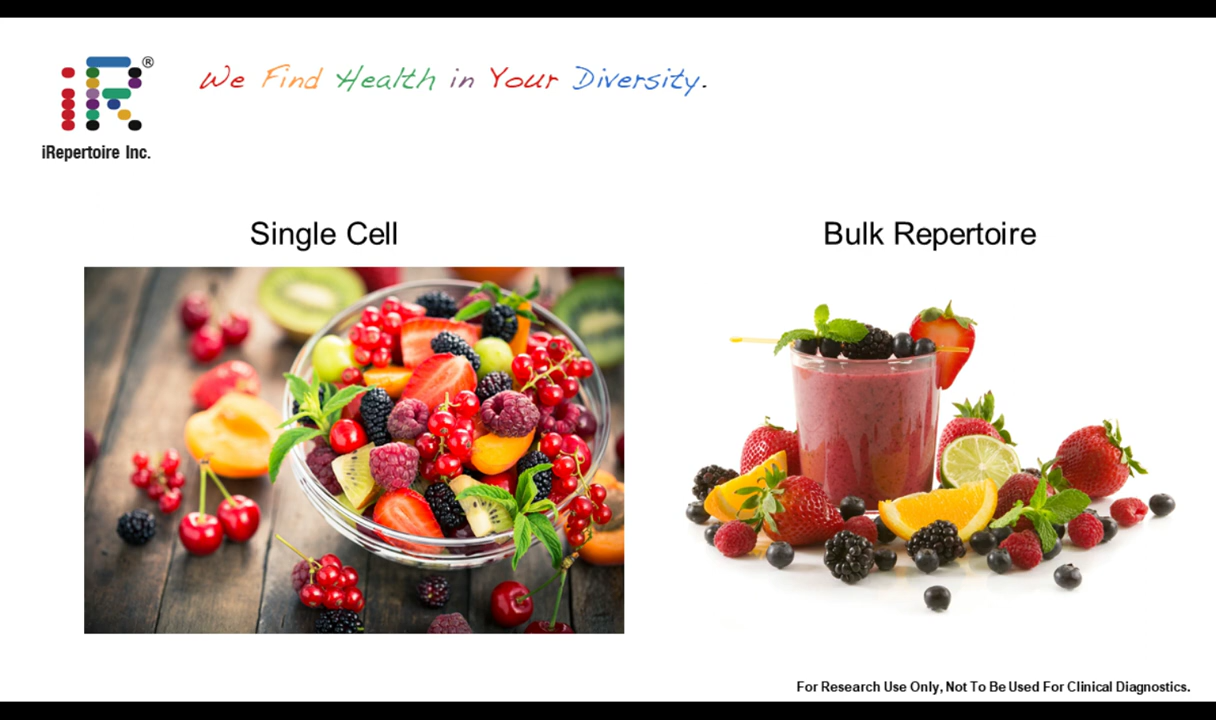 iR®
We Find Health in Your Diversity.
iRepertoire Inc.
Single Cell
Bulk Repertoire
For Research Use Only, Not To Be Used For Clinical Diagnostics.